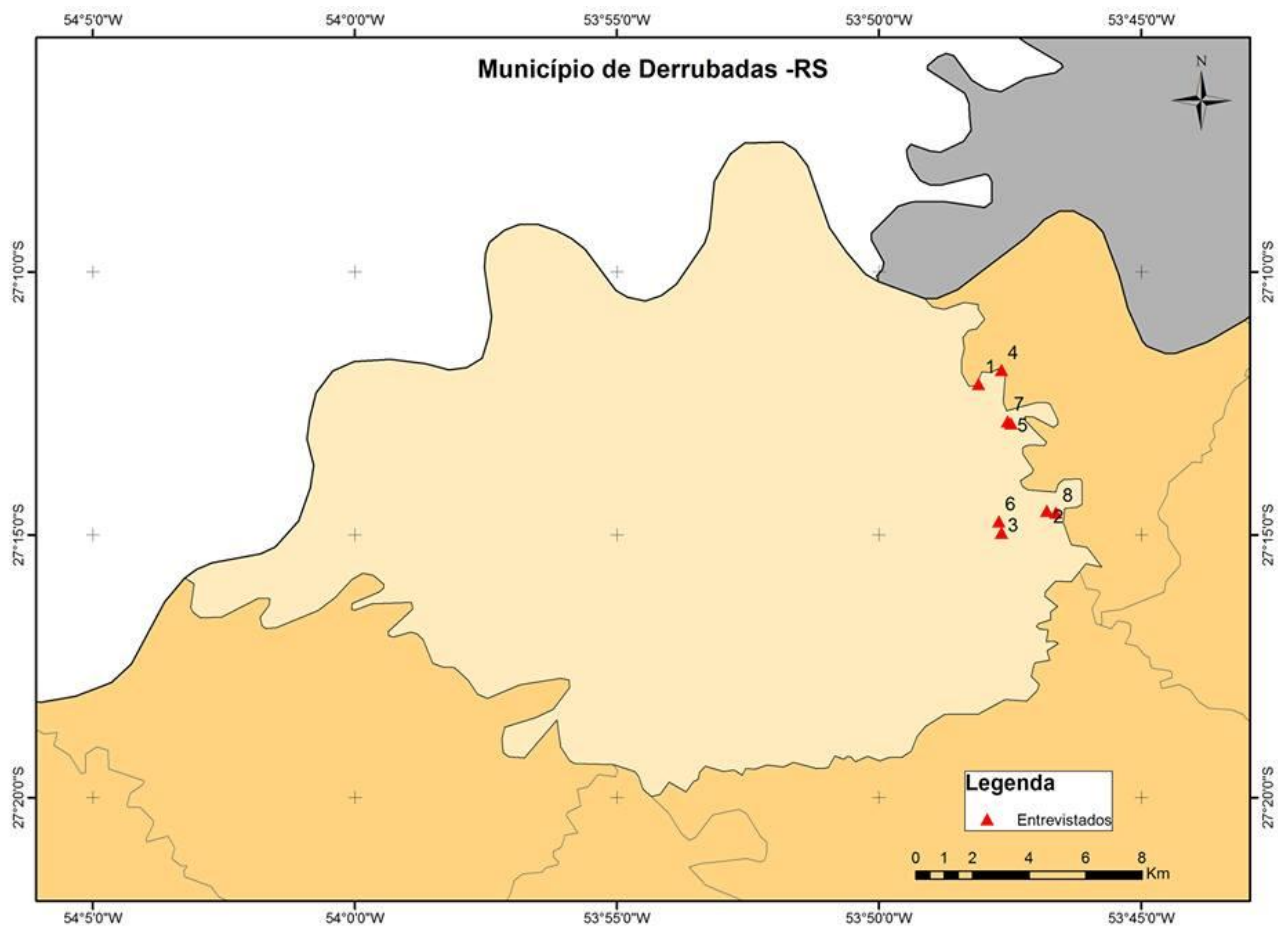 54°5'0"W 54°0'0"W 53°55'0"W 53°50'0"W 53°45'0"W
Município de Derrubadas -RS
N
27°10'0"S 27°10'0"S
4
1
7
5
8
6
2
3
27°15'0"S 27°15'0"S
Legenda
Entrevistados
27°20'0"S 27°20'0"S
0 1 2 4 6 8
Km
54°5'0"W 54°0'0"W 53°55'0"W 53°50'0"W 53°45'0"W